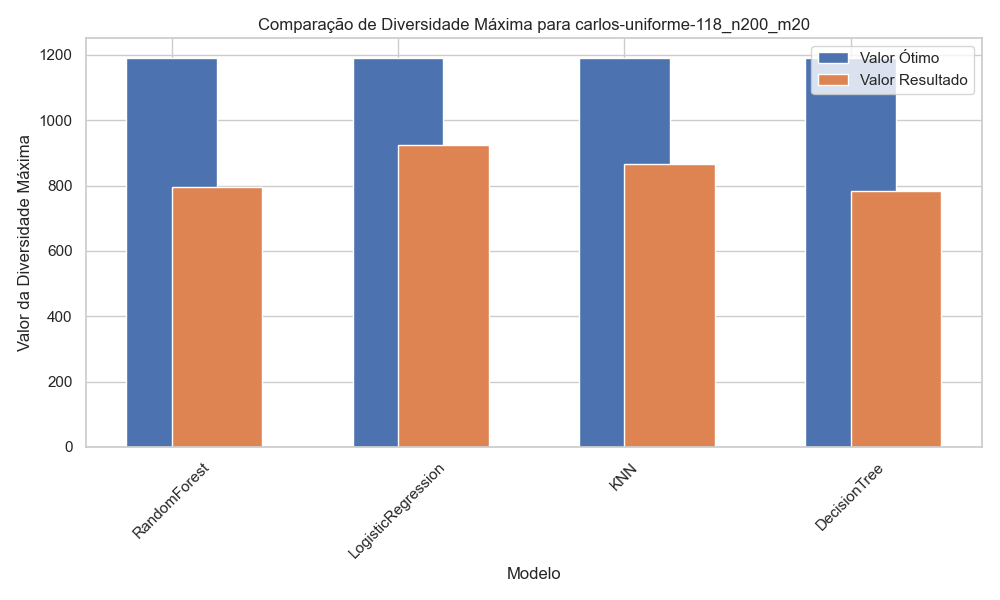 Comparação de Diversidade Máxima para carlos-uniforme-118_n200_m20
Valor Ótimo
Valor Resultado
Valor da Diversidade Máxima
1200
1000
800
600
400
200
0
RandomForest
LogisticRegression
KNN
DecisionTree
Modelo